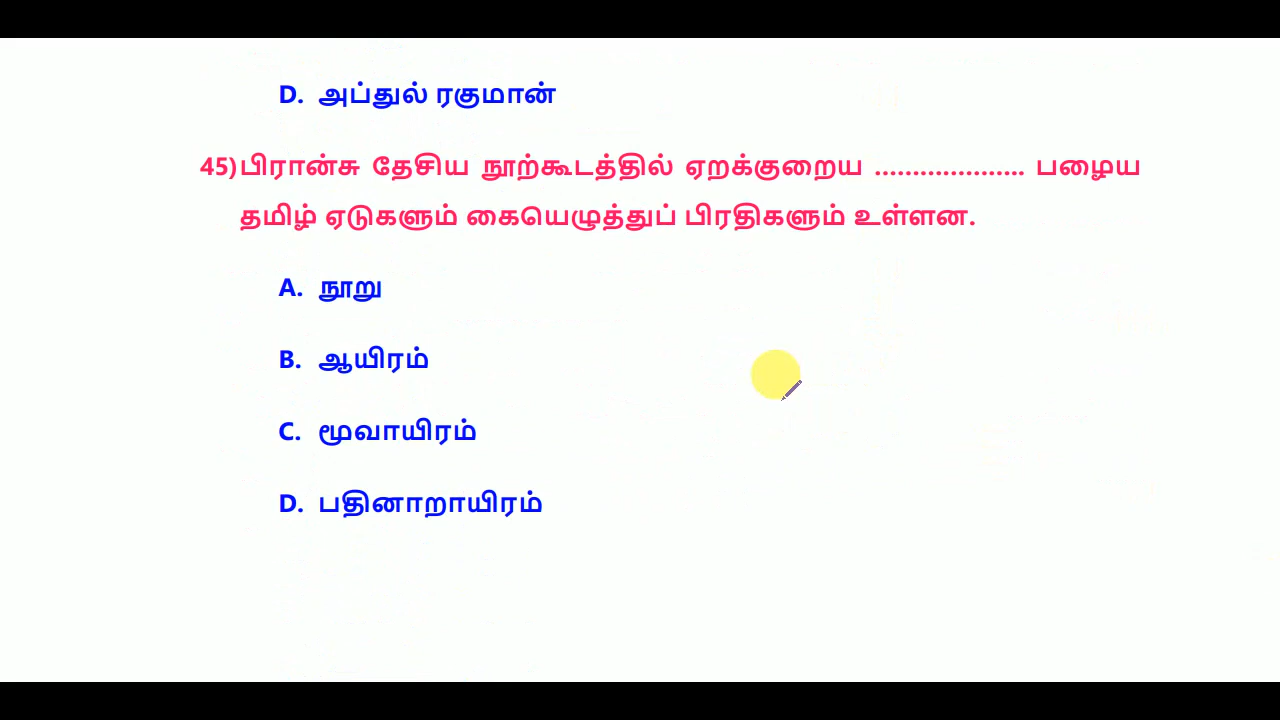 D. அப்துல் ரகுமான்
45)பிரான்சு தேசிய நூற்கூடத்தில் ஏறக்குறைய .................... பழைய
தமிழ் ஏடுகளும் கையெழுத்துப் பிரதிகளும் உள்ளன.
A. நூறு
B. ஆயிரம்
C. மூவாயிரம்
D. பதினாறாயிரம்